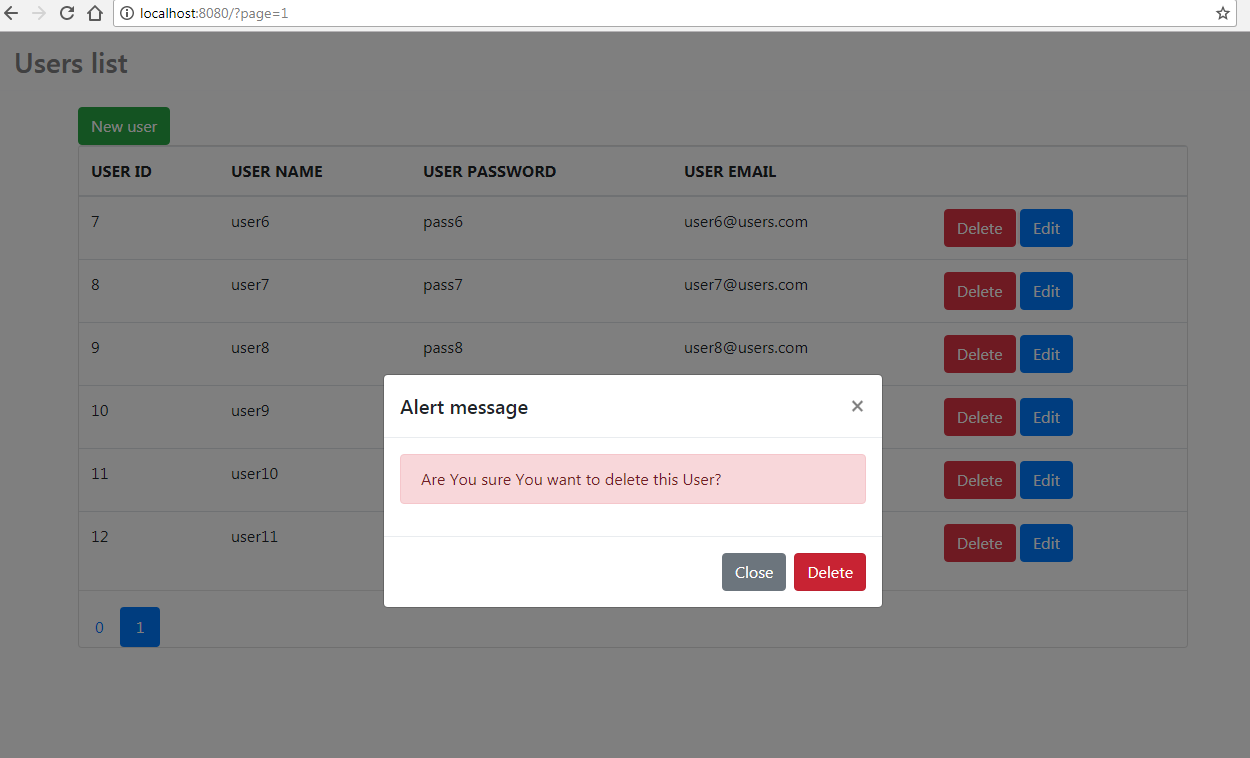 localhost:8080/?page=1
Users list
New user
USER ID USER NAME USER PASSWORD USER EMAIL
7 user6 pass6 user6@users.com Delete Edit
8 user7 pass7 user7@users.com Delete Edit
9 user8 pass8 user8@users.com Delete Edit
10 user9 Delete Edit
11 user10 Delete Edit
12 user11 Delete Edit
Alert message ×
Are You sure You want to delete this User?
Close Delete
0 1